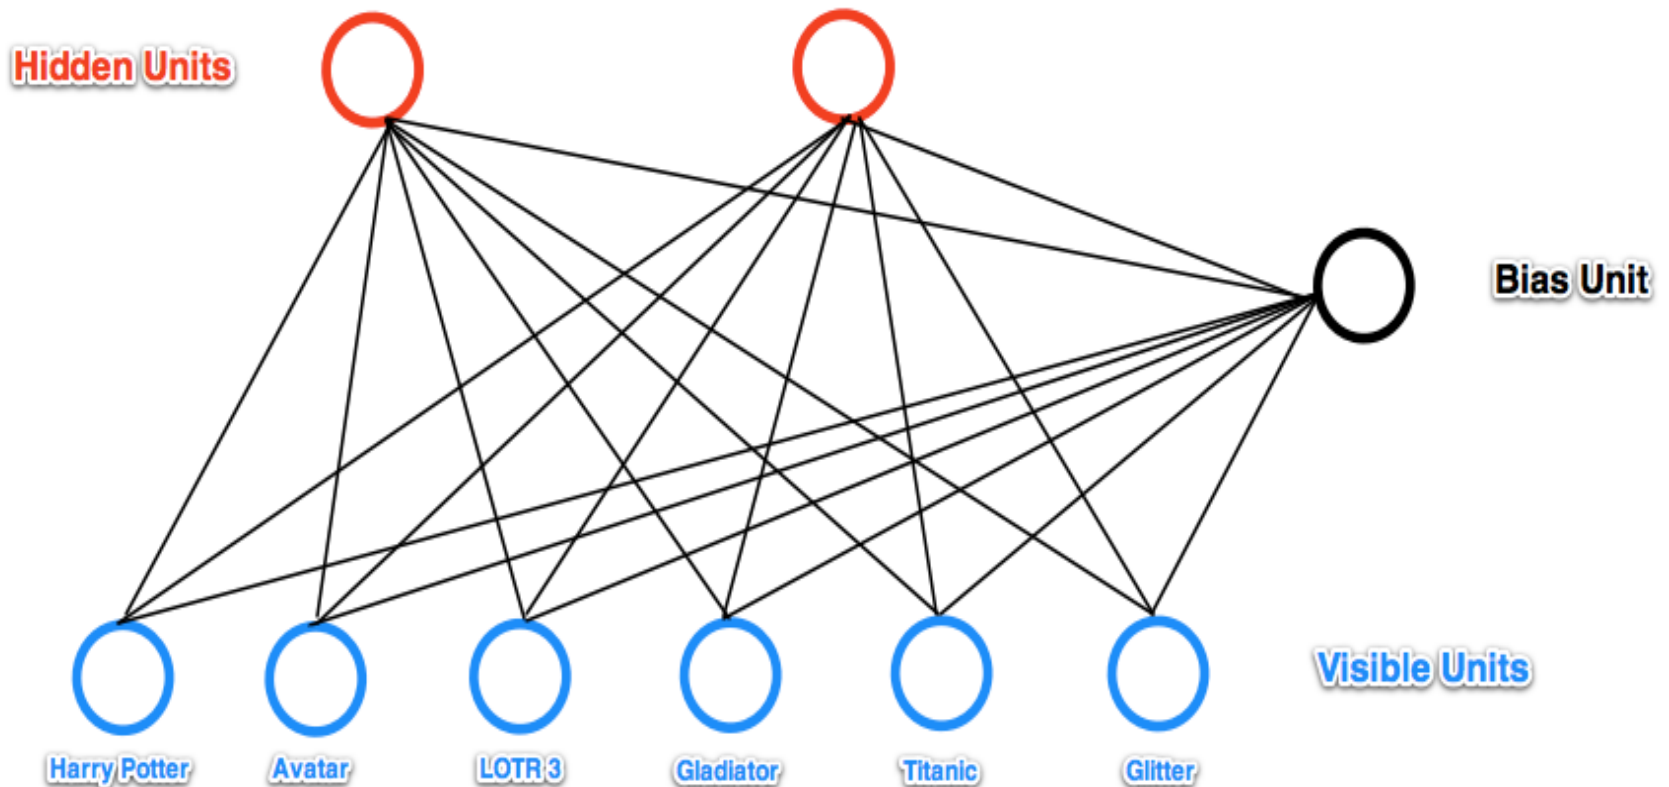 Hidden Units
Bias Unit
Visible Units
Harry Potter
Avatar
LOTR 3
Gladiator
Titanic
Glitter